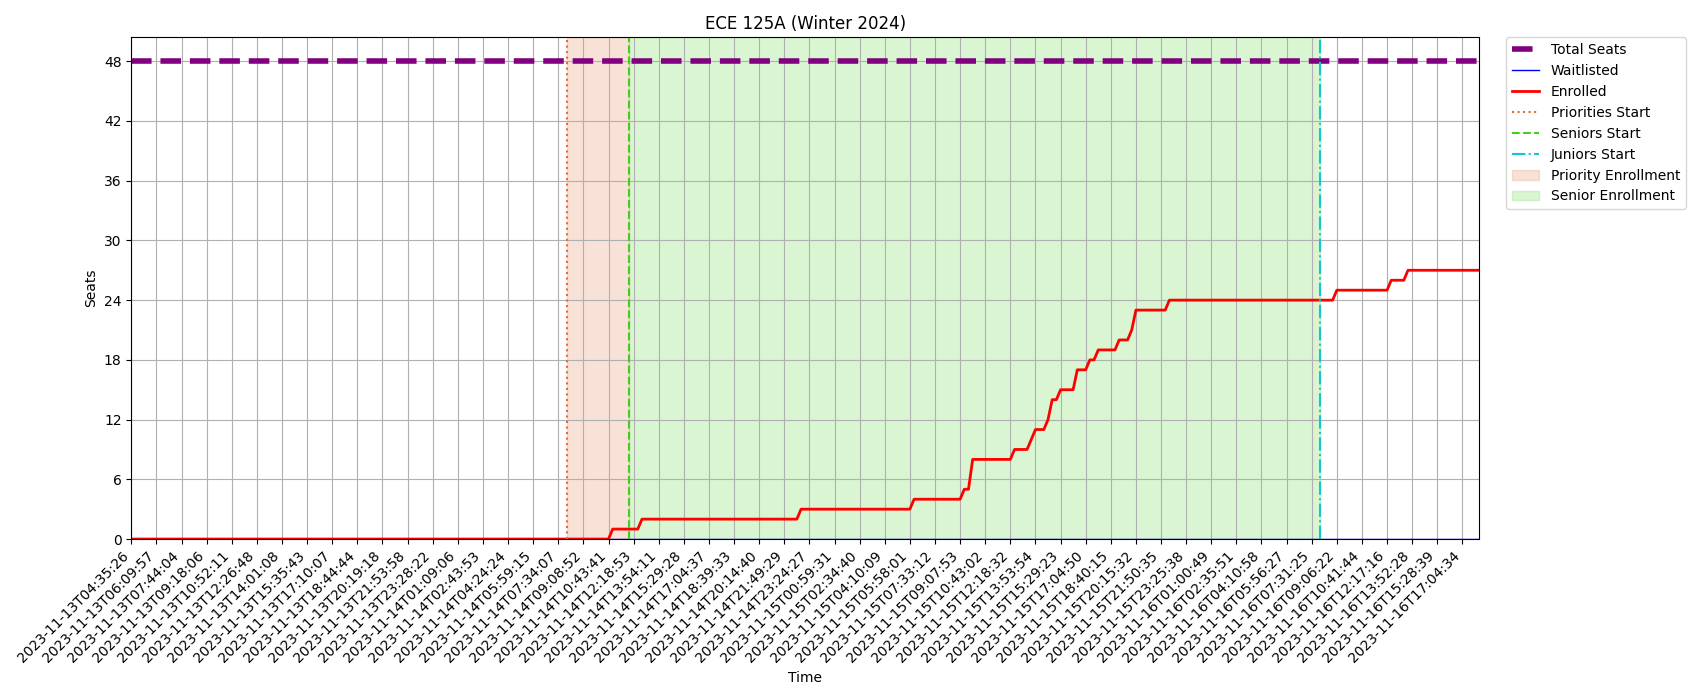 ECE 125A (Winter 2024)
Total Seats
Waitlisted
Enrolled
Priorities Start
Seniors Start
Juniors Start
Priority Enrollment
Senior Enrollment
Seats
48
42
36
30
24
18
12
6
0
2023-11-13T04:35:26
2023-11-13T06:09:57
2023-11-13T07:44:04
2023-11-13T09:18:06
2023-11-13T10:52:11
2023-11-13T12:26:48
2023-11-13T14:01:08
2023-11-13T15:35:43
2023-11-13T17:10:07
2023-11-13T18:44:44
2023-11-13T20:19:18
2023-11-13T21:53:58
2023-11-13T23:28:22
2023-11-14T01:09:06
2023-11-14T02:43:53
2023-11-14T04:24:24
2023-11-14T05:59:15
2023-11-14T07:34:07
2023-11-14T09:08:52
2023-11-14T10:43:41
2023-11-14T12:18:53
2023-11-14T13:54:11
2023-11-14T15:29:28
2023-11-14T17:04:37
2023-11-14T18:39:33
2023-11-14T20:14:40
2023-11-14T21:49:29
2023-11-14T23:24:27
2023-11-15T00:59:31
2023-11-15T02:34:40
2023-11-15T04:10:09
2023-11-15T05:58:01
2023-11-15T07:33:12
2023-11-15T09:07:53
2023-11-15T10:43:02
2023-11-15T12:18:32
2023-11-15T13:53:54
2023-11-15T15:29:23
2023-11-15T17:04:50
2023-11-15T18:40:15
2023-11-15T20:15:32
2023-11-15T21:50:35
2023-11-15T23:25:38
2023-11-16T01:00:49
2023-11-16T02:35:51
2023-11-16T04:10:58
2023-11-16T05:56:27
2023-11-16T07:31:25
2023-11-16T09:06:22
2023-11-16T10:41:44
2023-11-16T12:17:16
2023-11-16T13:52:28
2023-11-16T15:28:39
2023-11-16T17:04:34
Time